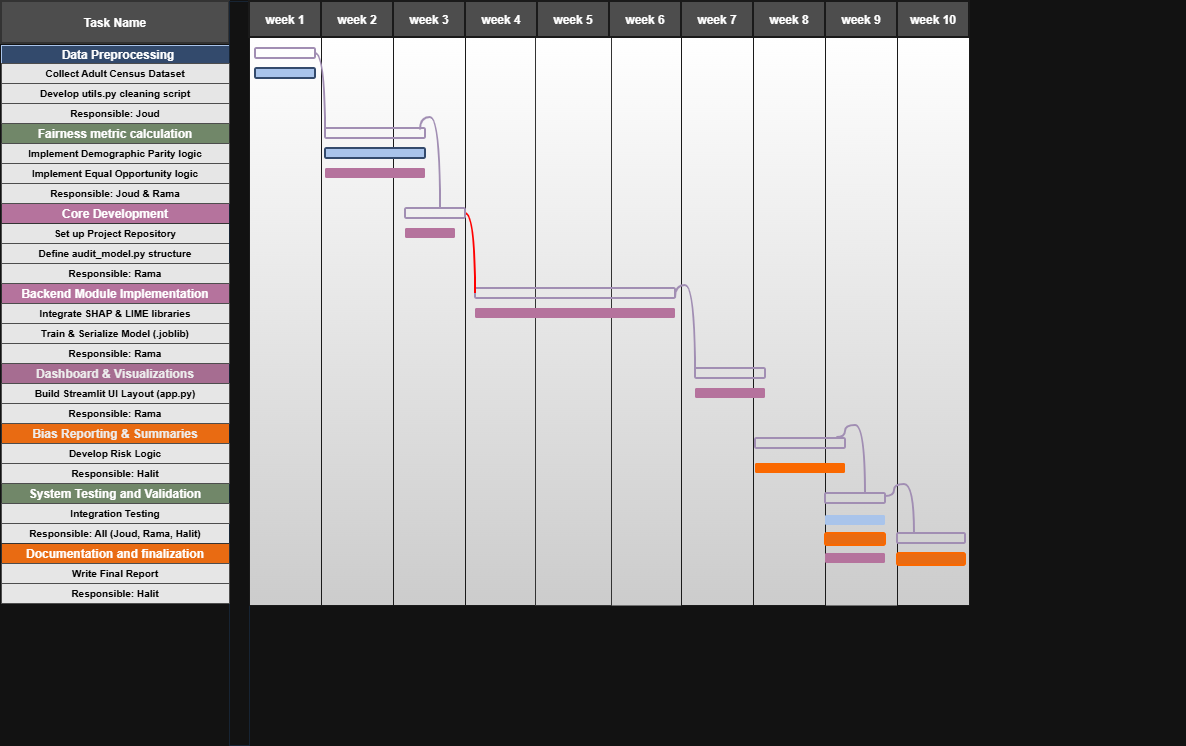 Task Name
week 1
week 2
week 3
week 4
week 5
week 6
week 7
week 8
week 9
week 10
Data Preprocessing
Collect Adult Census Dataset
Develop utils.py cleaning script
Responsible: Joud
Fairness metric calculation
Implement Demographic Parity logic
Implement Equal Opportunity logic
Responsible: Joud & Rama
Core Development
Set up Project Repository
Define audit_model.py structure
Responsible: Rama
Backend Module Implementation
Integrate SHAP & LIME libraries
Train & Serialize Model (.joblib)
Responsible: Rama
Dashboard & Visualizations
Build Streamlit UI Layout (app.py)
Responsible: Rama
Bias Reporting & Summaries
Develop Risk Logic
Responsible: Halit
System Testing and Validation
Integration Testing
Responsible: All (Joud, Rama, Halit)
Documentation and finalization
Write Final Report
Responsible: Halit